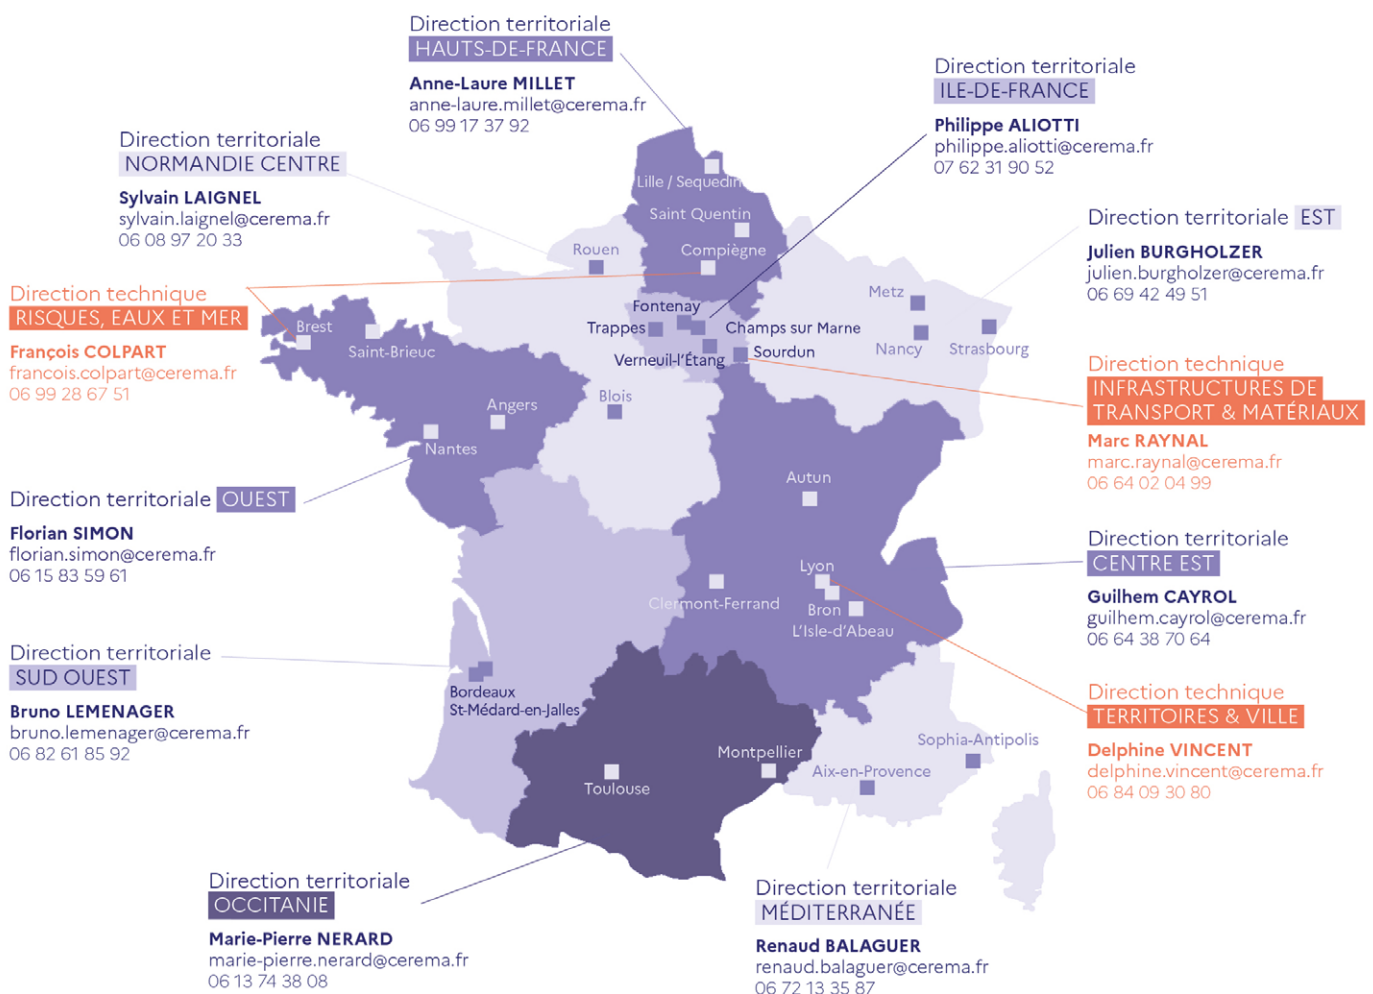 Direction territoriale
HAUTS-DE-FRANCE
Anne-Laure MILLET
anne-laure.millet@cerema.fr
06 99 17 37 92
Direction territoriale
ILE-DE-FRANCE
Philippe ALIOTTI
philippe.aliotti@cerema.fr
07 62 31 90 52
Direction territoriale
NORMANDIE CENTRE
Sylvain LAIGNEL
sylvain.laignel@cerema.fr
06 08 97 20 33
Direction territoriale EST
Julien BURGHOLZER
julien.burgholzer@cerema.fr
06 69 42 49 51
Direction technique
RISQUES, EAUX ET MER
François COLPART
francois.colpart@cerema.fr
06 99 28 67 51
Direction technique
INFRASTRUCTURES DE
TRANSPORT & MATÉRIAUX
Marc RAYNAL
marc.raynal@cerema.fr
06 64 02 04 99
Direction territoriale OUEST
Florian SIMON
florian.simon@cerema.fr
06 15 83 59 61
Direction territoriale
CENTRE EST
Guilhem CAYROL
guilhem.cayrol@cerema.fr
06 64 38 70 64
Direction territoriale
SUD OUEST
Bruno LEMENAGER
bruno.lemenager@cerema.fr
06 82 61 85 92
Direction technique
TERRITOIRES & VILLE
Delphine VINCENT
delphine.vincent@cerema.fr
06 84 09 30 80
Direction territoriale
OCCITANIE
Marie-Pierre NERARD
marie-pierre.nerard@cerema.fr
06 13 74 38 08
Direction territoriale
MÉDITERRANÉE
Renaud BALAGUER
renaud.balaguer@cerema.fr
06 72 13 35 87
Lille / Sequedin
Saint Quentin
Compiègne
Rouen
Fontenay
Trappes
Champs sur Marne
Verneuil-l'Étang
Sourdun
Metz
Nancy
Strasbourg
Brest
Saint-Brieuc
Angers
Nantes
Blois
Autun
Lyon
Clermont-Ferrand
Bron
L'Isle-d'Abeau
Bordeaux
St-Médard-en-Jalles
Toulouse
Montpellier
Aix-en-Provence
Sophia-Antipolis